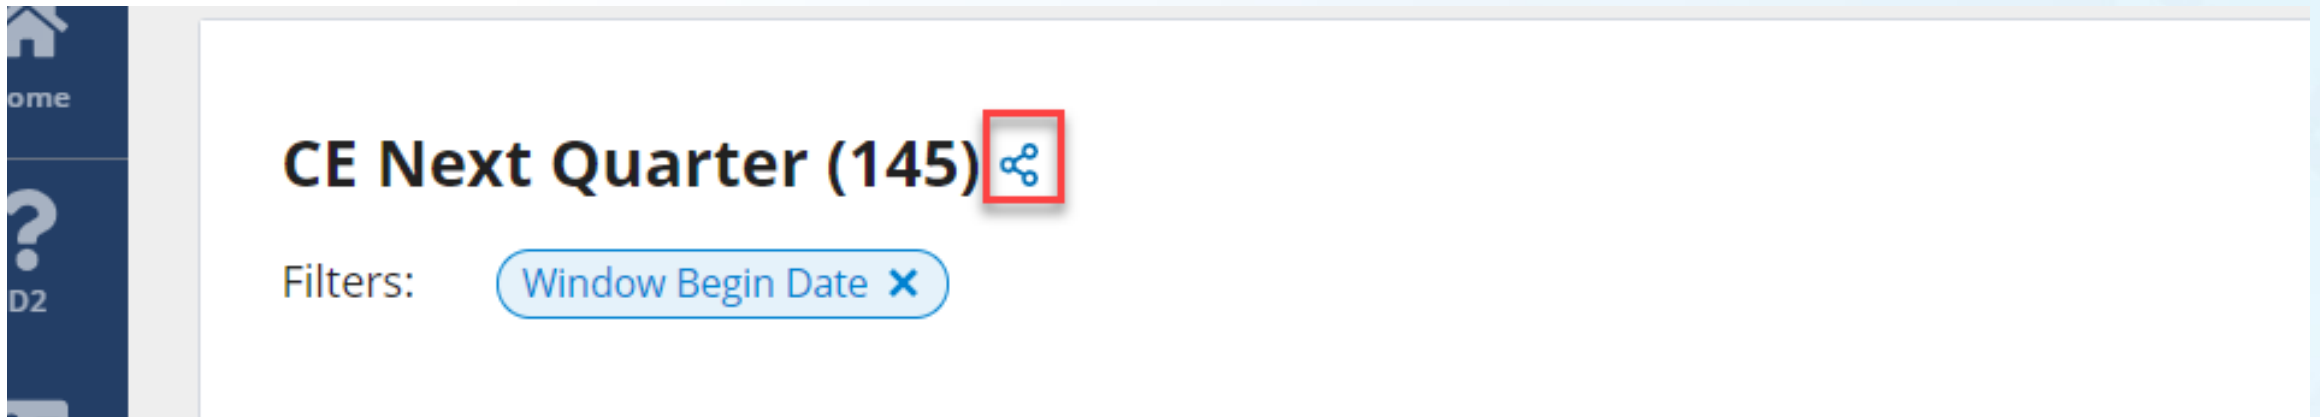 ome
D2
CE Next Quarter (145)
Filters: Window Begin Date ✕